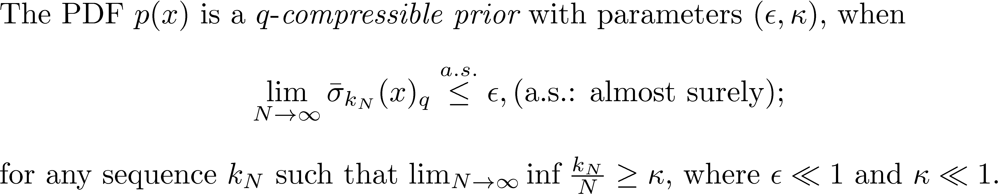 The PDF $p(x)$ is a *q-compressible prior* with parameters $(\epsilon, \kappa)$, when
$$\lim_{N \to \infty} \bar{\sigma}_{k_N}(x)_q \overset{a.s.}{\leq} \epsilon, \text{(a.s.: almost surely)};$$
for any sequence $k_N$ such that $\lim_{N \to \infty} \inf \frac{k_N}{N} \geq \kappa$, where $\epsilon \ll 1$ and $\kappa \ll 1$.